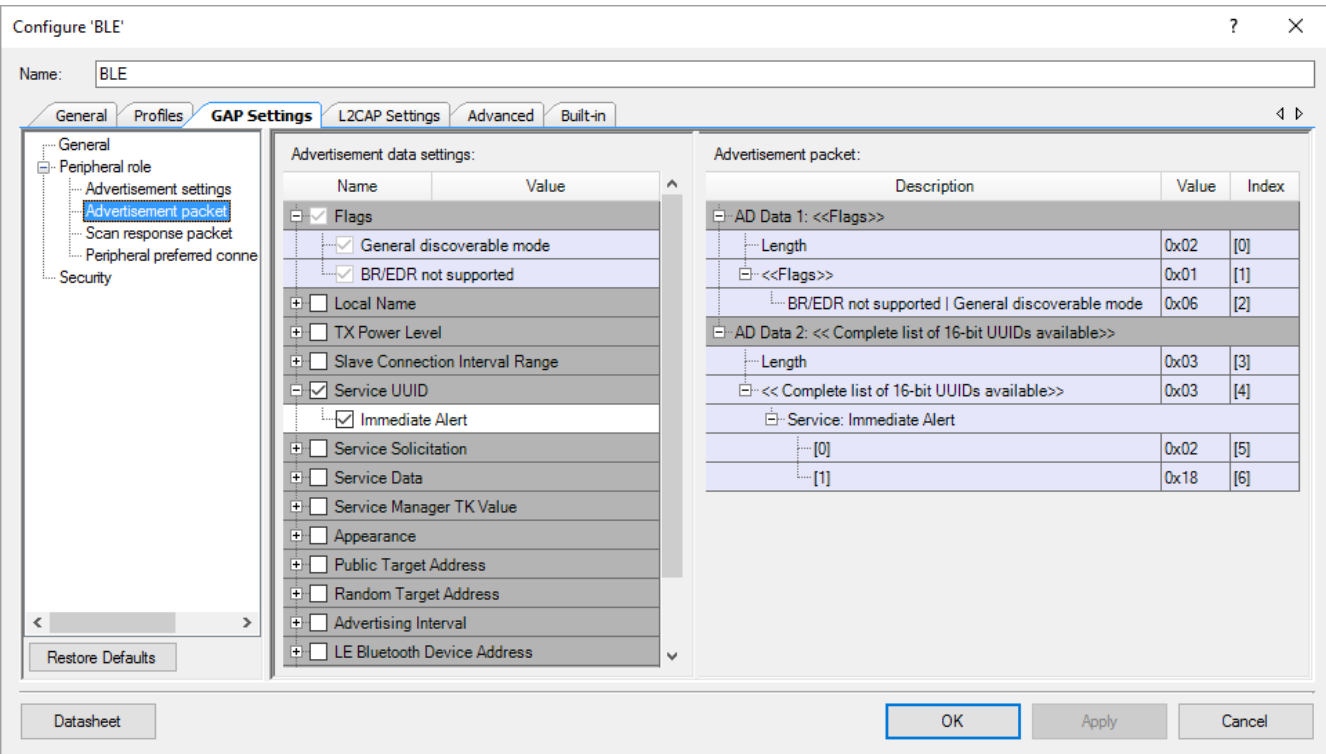 Configure 'BLE'
Name: BLE
General Profiles GAP Settings L2CAP Settings Advanced Built-in
General
Peripheral role
Advertisement settings
Advertisement packet
Scan response packet
Peripheral preferred conne
Security
Restore Defaults
Advertisement data settings:
Name Value
Flags
General discoverable mode
BR/EDR not supported
Local Name
TX Power Level
Slave Connection Interval Range
Service UUID
Immediate Alert
Service Solicitation
Service Data
Service Manager TK Value
Appearance
Public Target Address
Random Target Address
Advertising Interval
LE Bluetooth Device Address
Advertisement packet:
Description Value Index
AD Data 1: <<Flags>>
Length 0x02 [0]
<<Flags>> 0x01 [1]
BR/EDR not supported | General discoverable mode 0x06 [2]
AD Data 2: << Complete list of 16-bit UUIDs available>>
Length 0x03 [3]
<< Complete list of 16-bit UUIDs available>> 0x03 [4]
Service: Immediate Alert
[0] 0x02 [5]
[1] 0x18 [6]
Datasheet OK Apply Cancel